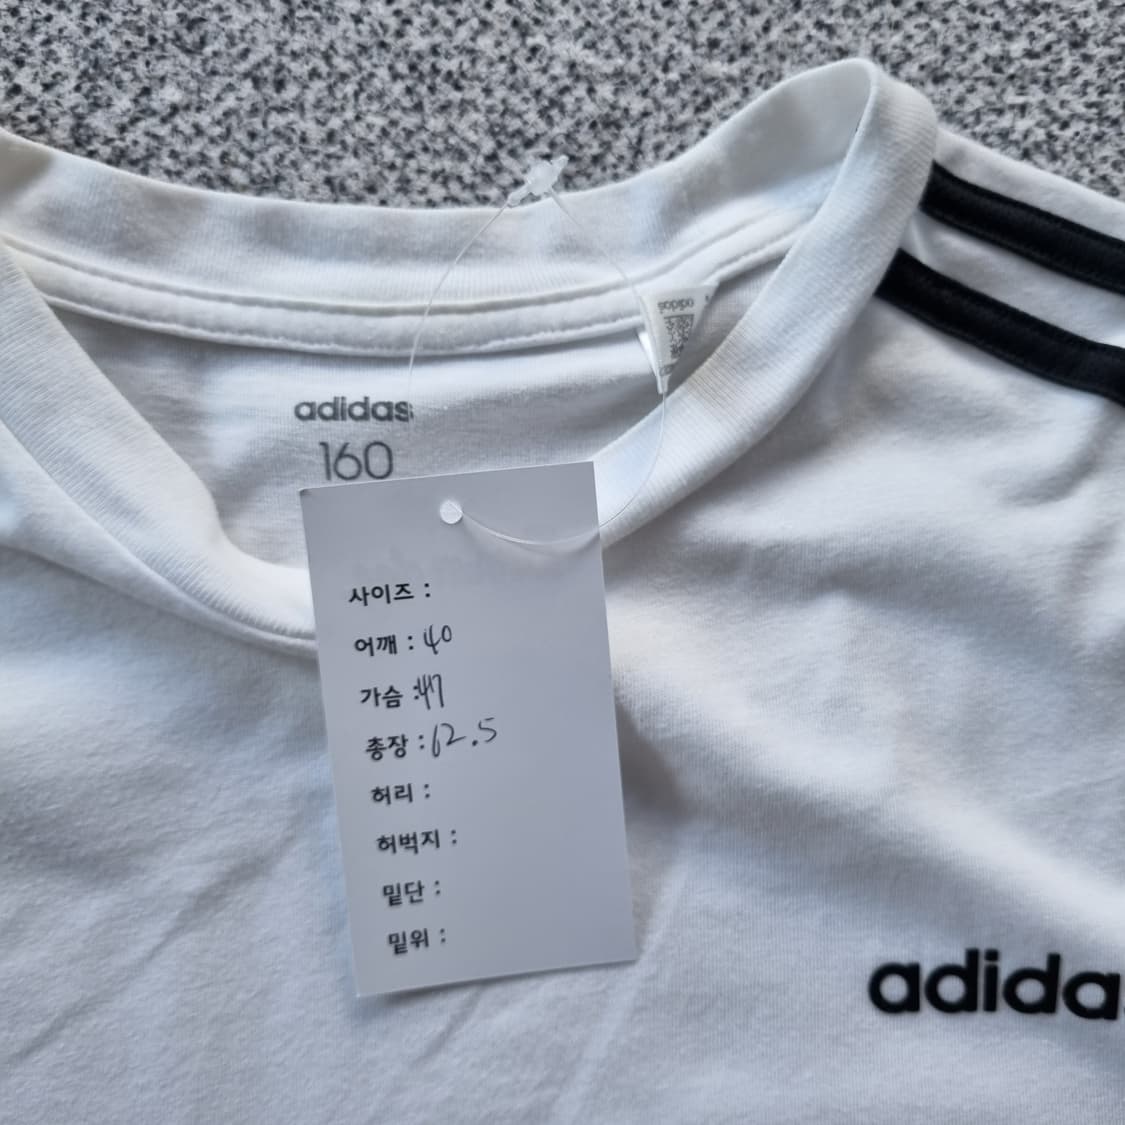 adidas
adidas
160
사이즈 :
어깨 : 40
가슴 : 47
총장 : 62.5
허리 :
허벅지 :
밑단 :
밑위 :
adida